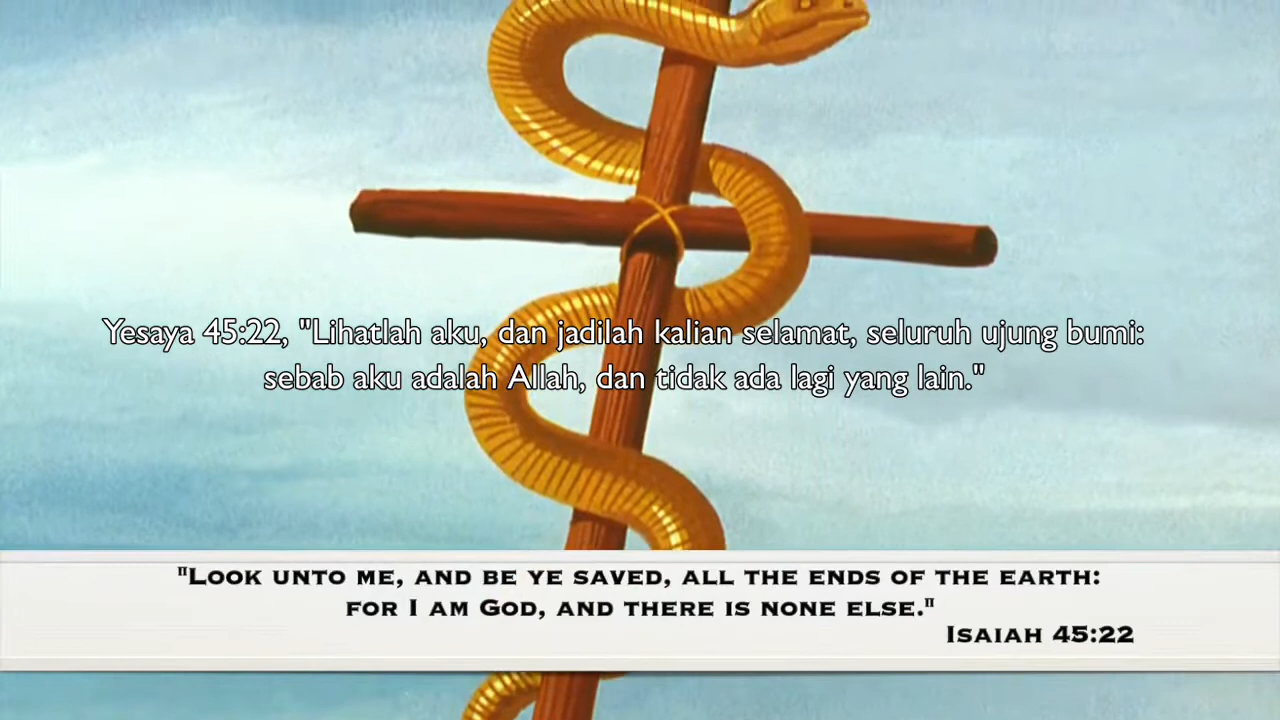 Yesaya 45:22, "Lihatlah aku, dan jadilah kalian selamat, seluruh ujung bumi:
sebab aku adalah Allah, dan tidak ada lagi yang lain."
"Look unto me, and be ye saved, all the ends of the earth:
for I am God, and there is none else."
Isaiah 45:22